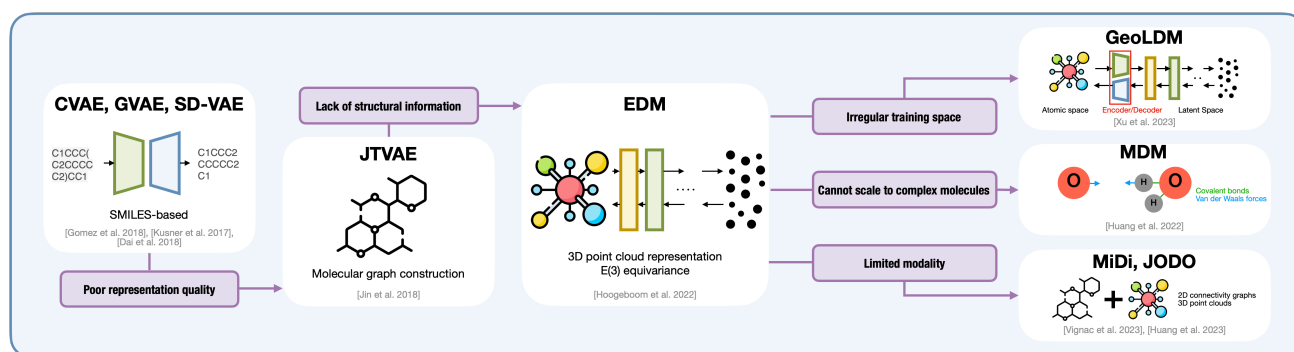 CVAE, GVAE, SD-VAE
C1CCC(
C2CCCC
C2)CC1
C1CCC2
CCCCC2
C1
SMILES-based
[Gomez et al. 2018], [Kusner et al. 2017],
[Dai et al. 2018]
Poor representation quality
Lack of structural information
JTVAE
Molecular graph construction
[Jin et al. 2018]
EDM
....
3D point cloud representation
E(3) equivariance
[Hoogeboom et al. 2022]
Irregular training space
Cannot scale to complex molecules
Limited modality
GeoLDM
..
Atomic space
Encoder/Decoder
Latent Space
[Xu et al. 2023]
MDM
O
H
O
H
Covalent bonds
Van der Waals forces
[Huang et al. 2022]
MiDi, JODO
+
2D connectivity graphs
3D point clouds
[Vignac et al. 2023], [Huang et al. 2023]